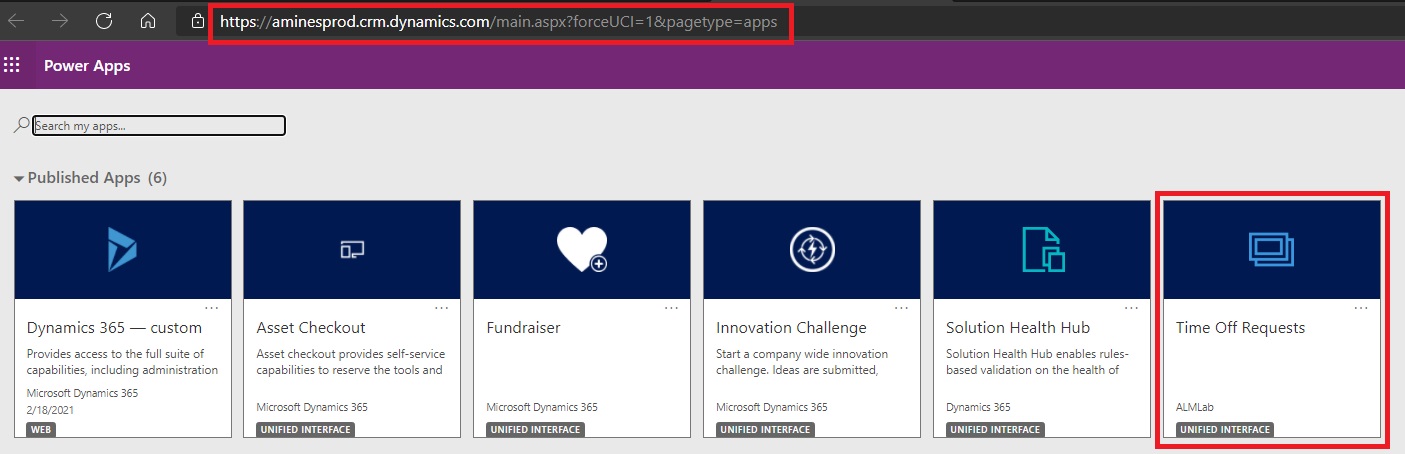 https://aminesprod.crm.dynamics.com/main.aspx?forceUCI=1&pagetype=apps
Power Apps
Search my apps...
Published Apps (6)
Dynamics 365 — custom
Provides access to the full suite of
capabilities, including administration
Microsoft Dynamics 365
2/18/2021
WEB
Asset Checkout
Asset checkout provides self-service
capabilities to reserve the tools and
Microsoft Dynamics 365
UNIFIED INTERFACE
Fundraiser
Microsoft Dynamics 365
UNIFIED INTERFACE
Innovation Challenge
Start a company wide innovation
challenge. Ideas are submitted,
Microsoft Dynamics 365
UNIFIED INTERFACE
Solution Health Hub
Solution Health Hub enables rules-
based validation on the health of
Dynamics 365
UNIFIED INTERFACE
Time Off Requests
ALMLab
UNIFIED INTERFACE